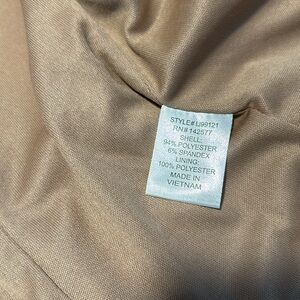 STYLE# U99121
RN# 142577
SHELL:
94% POLYESTER
6% SPANDEX
LINING:
100% POLYESTER
MADE IN
VIETNAM